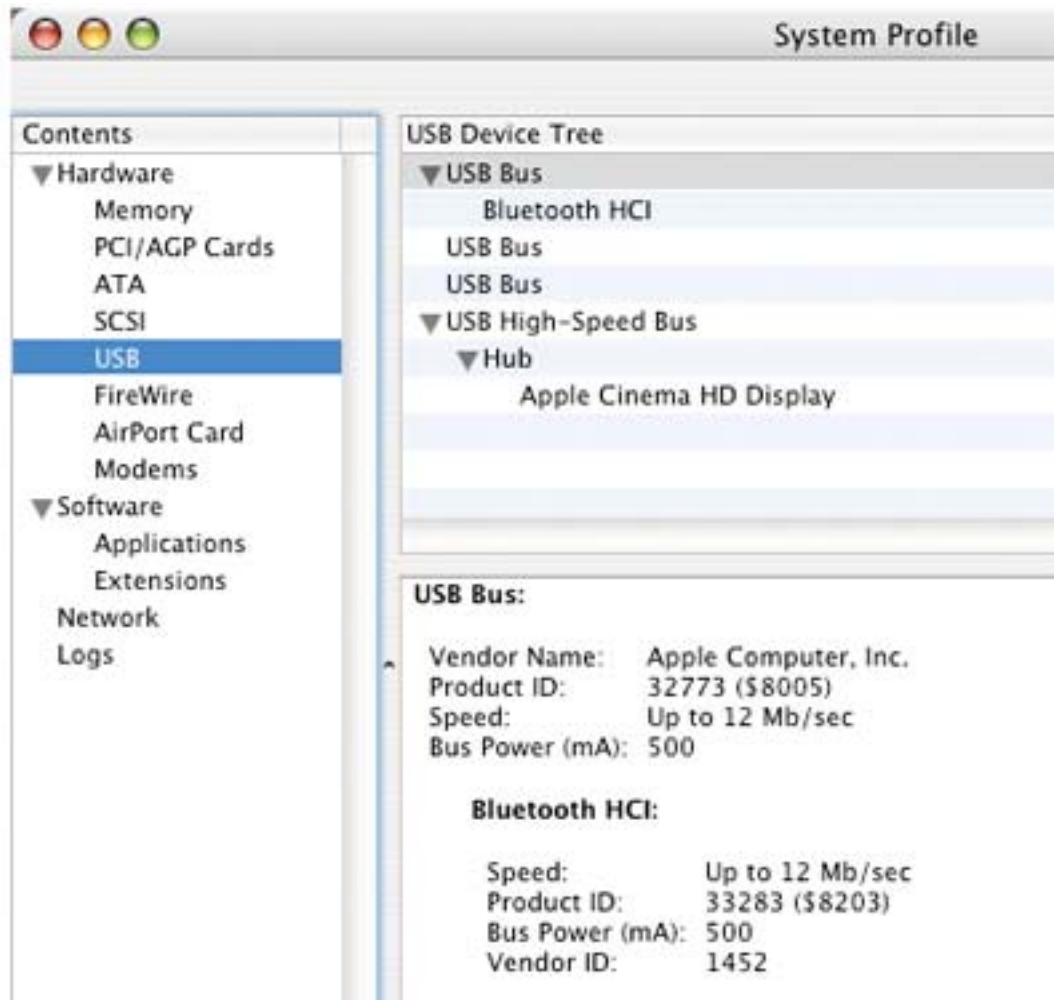 System Profile
Contents
Hardware
Memory
PCI/AGP Cards
ATA
SCSI
USB
FireWire
AirPort Card
Modems
Software
Applications
Extensions
Network
Logs
USB Device Tree
USB Bus
Bluetooth HCI
USB Bus
USB Bus
USB High-Speed Bus
Hub
Apple Cinema HD Display
USB Bus:
Vendor Name: Apple Computer, Inc.
Product ID: 32773 ($8005)
Speed: Up to 12 Mb/sec
Bus Power (mA): 500
Bluetooth HCI:
Speed: Up to 12 Mb/sec
Product ID: 33283 ($8203)
Bus Power (mA): 500
Vendor ID: 1452